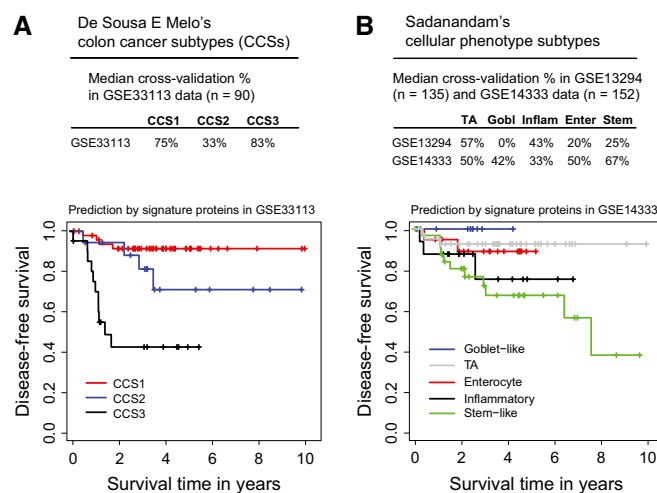 A
De Sousa E Melo's
colon cancer subtypes (CCSs)
Median cross-validation %
in GSE33113 data (n = 90)
CCS1 CCS2 CCS3
GSE33113 75% 33% 83%
Prediction by signature proteins in GSE33113
Disease-free survival
0.0 0.2 0.4 0.6 0.8 1.0
CCS1
CCS2
CCS3
0 2 4 6 8 10
Survival time in years
B
Sadanandam's
cellular phenotype subtypes
Median cross-validation % in GSE13294
(n = 135) and GSE14333 data (n = 152)
TA Gobl Inflam Enter Stem
GSE13294 57% 0% 43% 20% 25%
GSE14333 50% 42% 33% 50% 67%
Prediction by signature proteins in GSE14333
Disease-free survival
0.0 0.2 0.4 0.6 0.8 1.0
Goblet-like
TA
Enterocyte
Inflammatory
Stem-like
0 2 4 6 8 10
Survival time in years